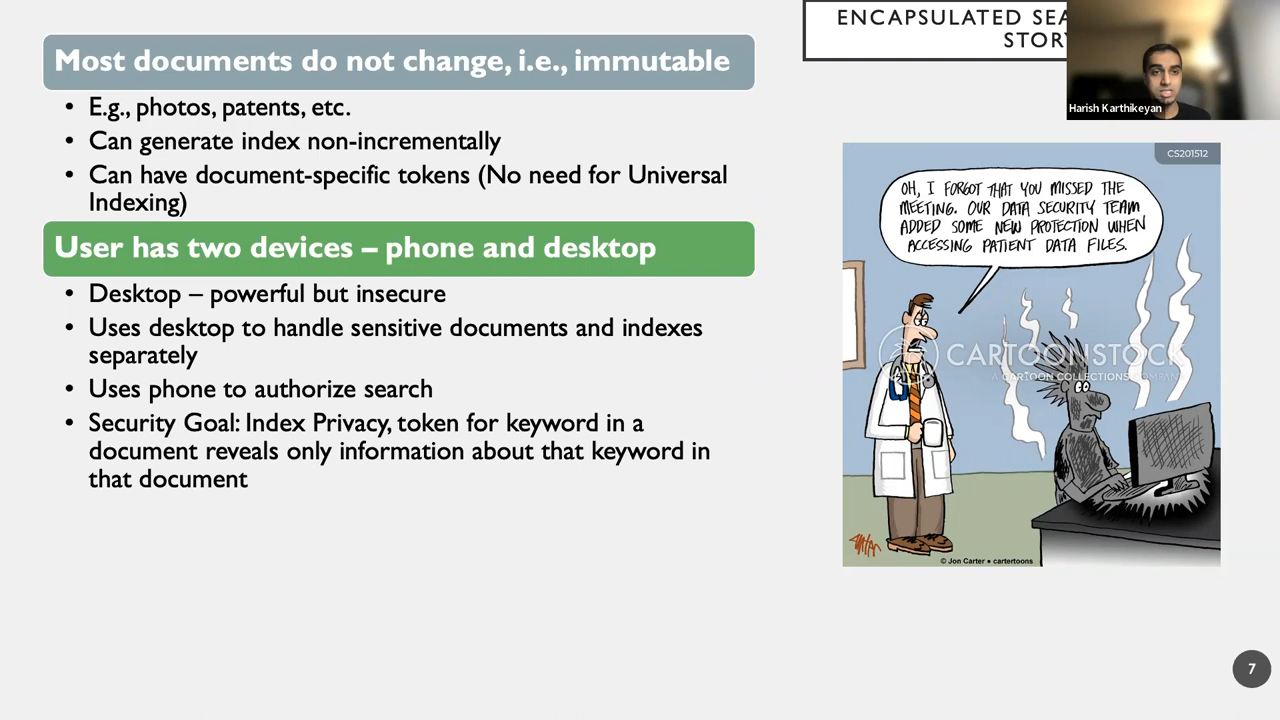 Most documents do not change, i.e., immutable
• E.g., photos, patents, etc.
• Can generate index non-incrementally
• Can have document-specific tokens (No need for Universal
Indexing)
User has two devices – phone and desktop
• Desktop – powerful but insecure
• Uses desktop to handle sensitive documents and indexes
separately
• Uses phone to authorize search
• Security Goal: Index Privacy, token for keyword in a
document reveals only information about that keyword in
that document
ENCAPSULATED
STORY
Harish Karthikeyan
CS201512
OH, I FORGOT THAT YOU MISSED THE
MEETING. OUR DATA SECURITY TEAM
ADDED SOME NEW PROTECTION WHEN
ACCESSING PATIENT DATA FILES.
CARTOONSTOCK
A CARTOON COLLECTIONS COMPANY
© Jon Carter • cartertoons
7